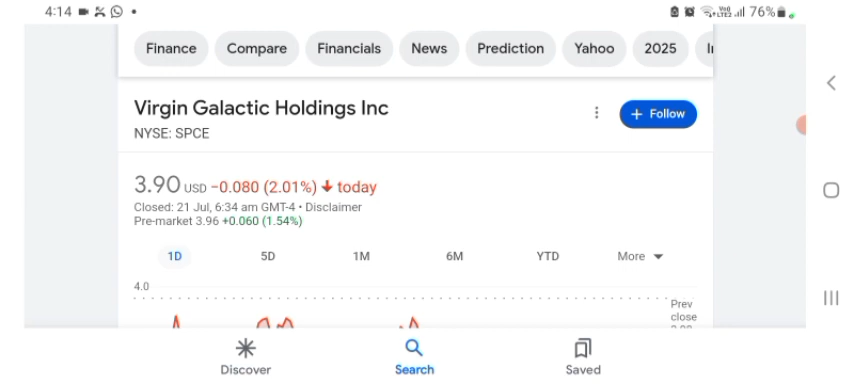 4:14
76%
Finance Compare Financials News Prediction Yahoo 2025
Virgin Galactic Holdings Inc
+ Follow
NYSE: SPCE
3.90 USD −0.080 (2.01%) ↓ today
Closed: 21 Jul, 6:34 am GMT-4 • Disclaimer
Pre-market 3.96 +0.060 (1.54%)
1D 5D 1M 6M YTD More
4.0
Prev
close
Discover Search Saved